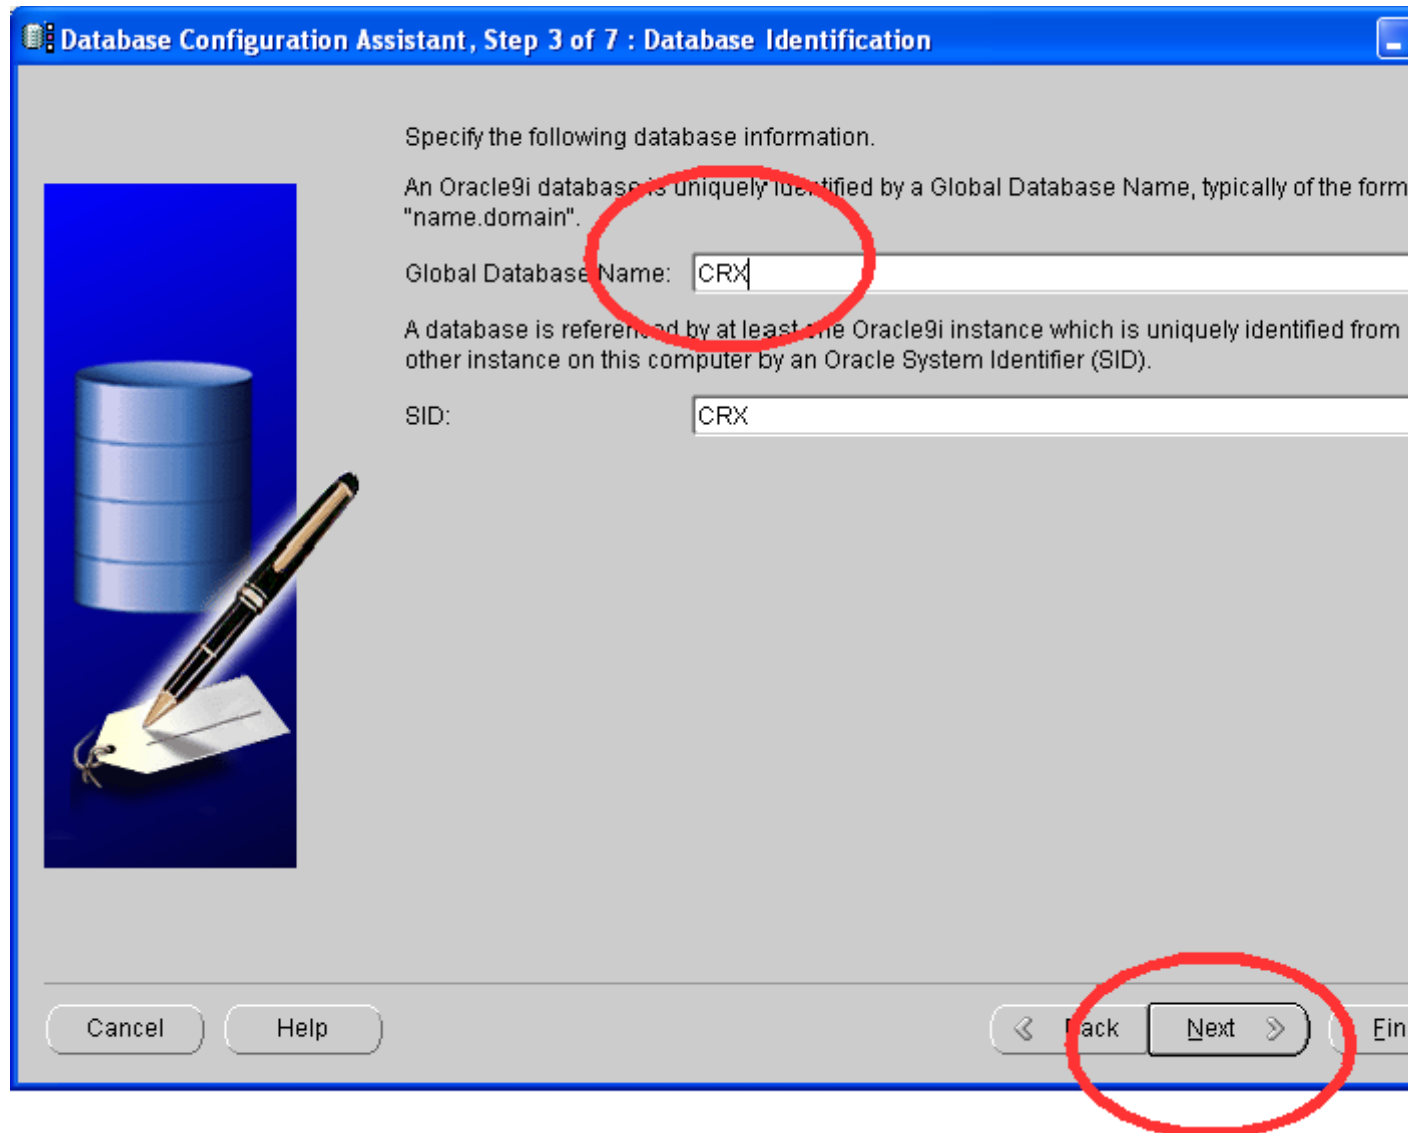 Database Configuration Assistant, Step 3 of 7 : Database Identification
Specify the following database information.
An Oracle9i database is uniquely identified by a Global Database Name, typically of the form
"name.domain".
Global Database Name: CRX
A database is referenced by at least one Oracle9i instance which is uniquely identified from
other instance on this computer by an Oracle System Identifier (SID).
SID: CRX
Cancel Help Back Next